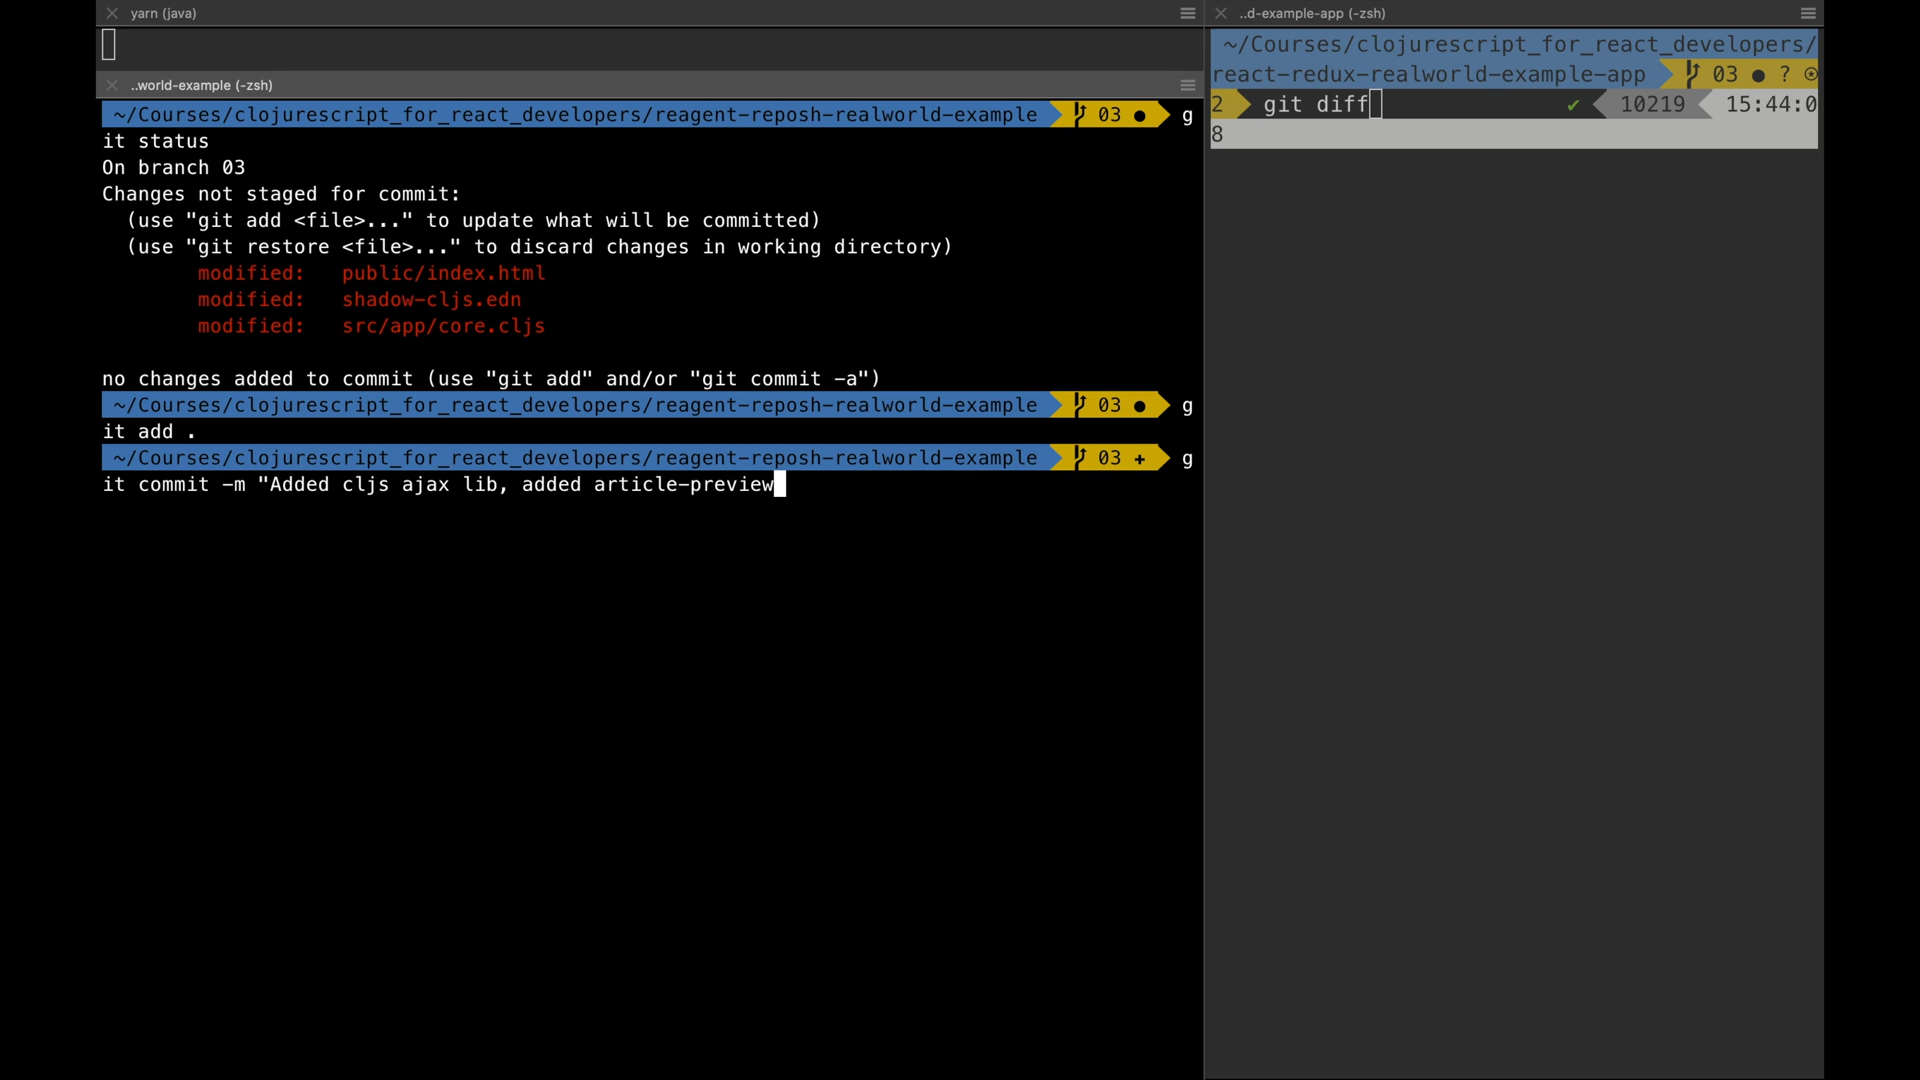 yarn (java)
..world-example (-zsh)
~/Courses/clojurescript_for_react_developers/reagent-reposh-realworld-example 03 ● g
it status
On branch 03
Changes not staged for commit:
(use "git add <file>..." to update what will be committed)
(use "git restore <file>..." to discard changes in working directory)
modified: public/index.html
modified: shadow-cljs.edn
modified: src/app/core.cljs
no changes added to commit (use "git add" and/or "git commit -a")
~/Courses/clojurescript_for_react_developers/reagent-reposh-realworld-example 03 ● g
it add .
~/Courses/clojurescript_for_react_developers/reagent-reposh-realworld-example 03 + g
it commit -m "Added cljs ajax lib, added article-preview
..d-example-app (-zsh)
~/Courses/clojurescript_for_react_developers/
react-redux-realworld-example-app 03 ● ? ⊛
2 git diff ✔ 10219 15:44:0
8